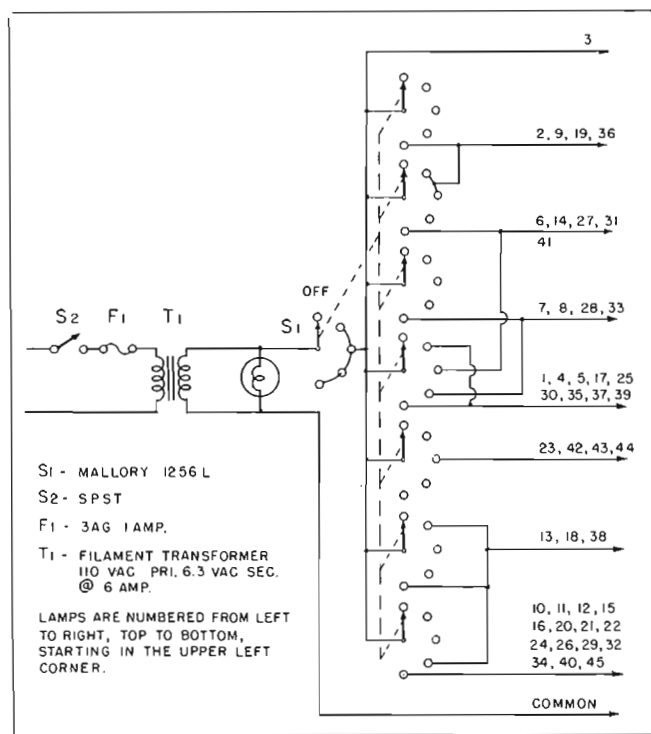 3
2, 9, 19, 36
6, 14, 27, 31
41
OFF
7, 8, 28, 33
S2 F1 T1 S1
1, 4, 5, 17, 25
30, 35, 37, 39
23, 42, 43, 44
S1 - MALLORY 1256 L
S2 - SPST
F1 - 3AG 1 AMP.
T1 - FILAMENT TRANSFORMER
110 VAC PRI. 6.3 VAC SEC.
@ 6 AMP.
LAMPS ARE NUMBERED FROM LEFT
TO RIGHT, TOP TO BOTTOM,
STARTING IN THE UPPER LEFT
CORNER.
13, 18, 38
10, 11, 12, 15
16, 20, 21, 22
24, 26, 29, 32
34, 40, 45
COMMON